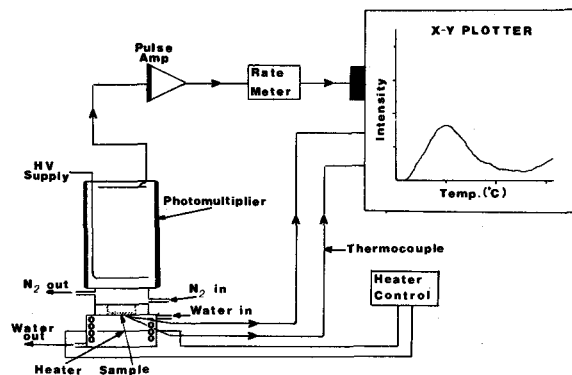 Pulse
Amp
X-Y PLOTTER
Rate
Meter
Intensity
Temp.(°C)
HV
Supply
Photomultiplier
Thermocouple
N2 out
N2 in
Heater
Control
Water in
Water
out
Heater
Sample